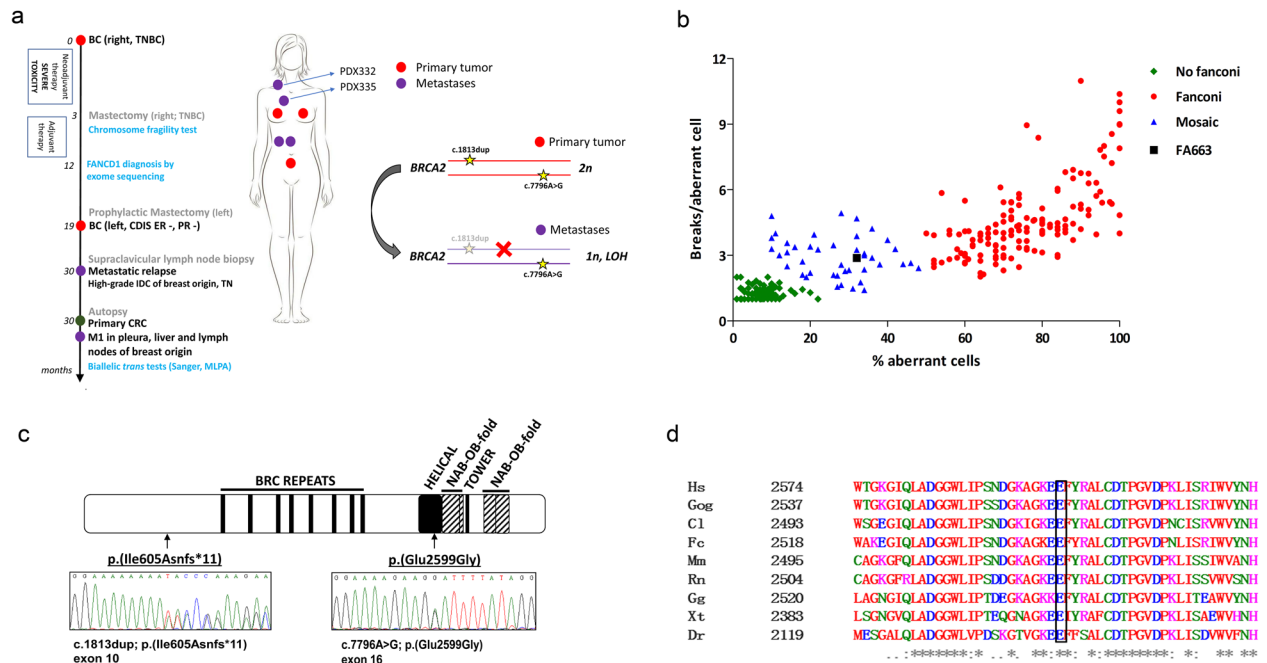 a
0
BC (right, TNBC)
Neoadjuvant
therapy
SEVERE
TOXICITY
3
Mastectomy (right; TNBC)
Chromosome fragility test
Adjuvant
therapy
12
FANCD1 diagnosis by
exome sequencing
Prophylactic Mastectomy (left)
19
BC (left, CDIS ER -, PR -)
Supraclavicular lymph node biopsy
30
Metastatic relapse
High-grade IDC of breast origin, TN
Autopsy
30
Primary CRC
M1 in pleura, liver and lymph
nodes of breast origin
Biallelic trans tests (Sanger, MLPA)
months
PDX332
PDX335
Primary tumor
Metastases
Primary tumor
c.1813dup
BRCA2
2n
c.7796A>G
Metastases
c.1813dup
BRCA2
1n, LOH
c.7796A>G
b
Breaks/aberrant cell
12
9
6
3
0
0 20 40 60 80 100
% aberrant cells
No fanconi
Fanconi
Mosaic
FA663
c
BRC REPEATS
HELICAL
NAB-OB-fold
TOWER
NAB-OB-fold
p.(Ile605Asnfs*11)
p.(Glu2599Gly)
G G A A A A A A A A T A C C C A A A G A A
G G A A A A G A A G G A T T T T A T A G G
c.1813dup; p.(Ile605Asnfs*11)
exon 10
c.7796A>G; p.(Glu2599Gly)
exon 16
d
Hs 2574 WTGKGIQLADGGWLIPSNDGKAGKEEFYRALCDTPGVDPKLISRIWVYNH
Gog 2537 WTGKGIQLADGGWLIPSSDGKAGKEEFYRALCDTPGVDPKLISRIWVYNH
Cl 2493 WSGEGIQLADGGWLIPSNDGKIGKEEFYRALCDTPGVDPNCISRVWVYNH
Fc 2518 WAKEGIQLADGGWLIPSNDGKAGKEEFYRALCDTPGVDPNLISRIWVYNH
Mm 2495 CAGKGFQLADGGWLIPSNDGKAGKEEFYRALCDTPGVDPKLISSIWVANH
Rn 2504 CAGKGFRLADGGWLIPSDDGKAGKEEFYRALCDTPGVDPKLISSVWVSNH
Gg 2520 LAGNGIQLADGGWLIPTDEGKAGKKEFYRALCDTPGVDPKLITEAWVYNH
Xt 2383 LSGNGVQLADGGWLIPTEQGNAGKEEFYRAFCDTPGVDPKLISAEWVHNH
Dr 2119 MESGALQLADGGWLVPDSKGTVGKEEFFSALCDTPGVDPKLISDVWVFNH